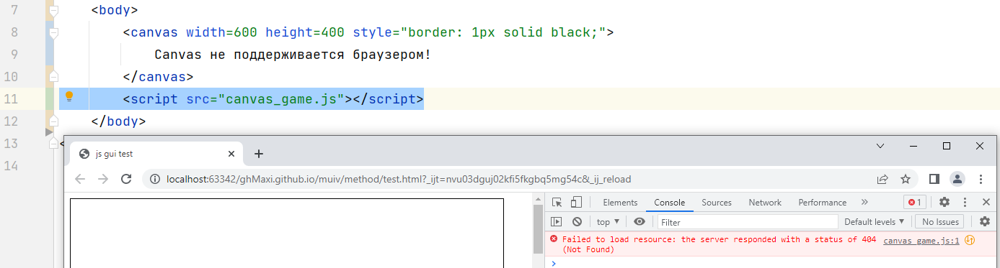 7 <body>
8 <canvas width=600 height=400 style="border: 1px solid black;">
9 Canvas не поддерживается браузером!
10 </canvas>
11 <script src="canvas_game.js"></script>
12 </body>
13 <
14
js gui test
localhost:63342/ghMaxi.github.io/muiv/method/test.html?_ijt=nvu03dguj02kfi5fkgbq5mg54c&_ij_reload
Elements Console Sources Network Performance » 1
top ▼ Filter Default levels ▼ No Issues
Failed to load resource: the server responded with a status of 404 canvas_game.js:1
(Not Found)
>